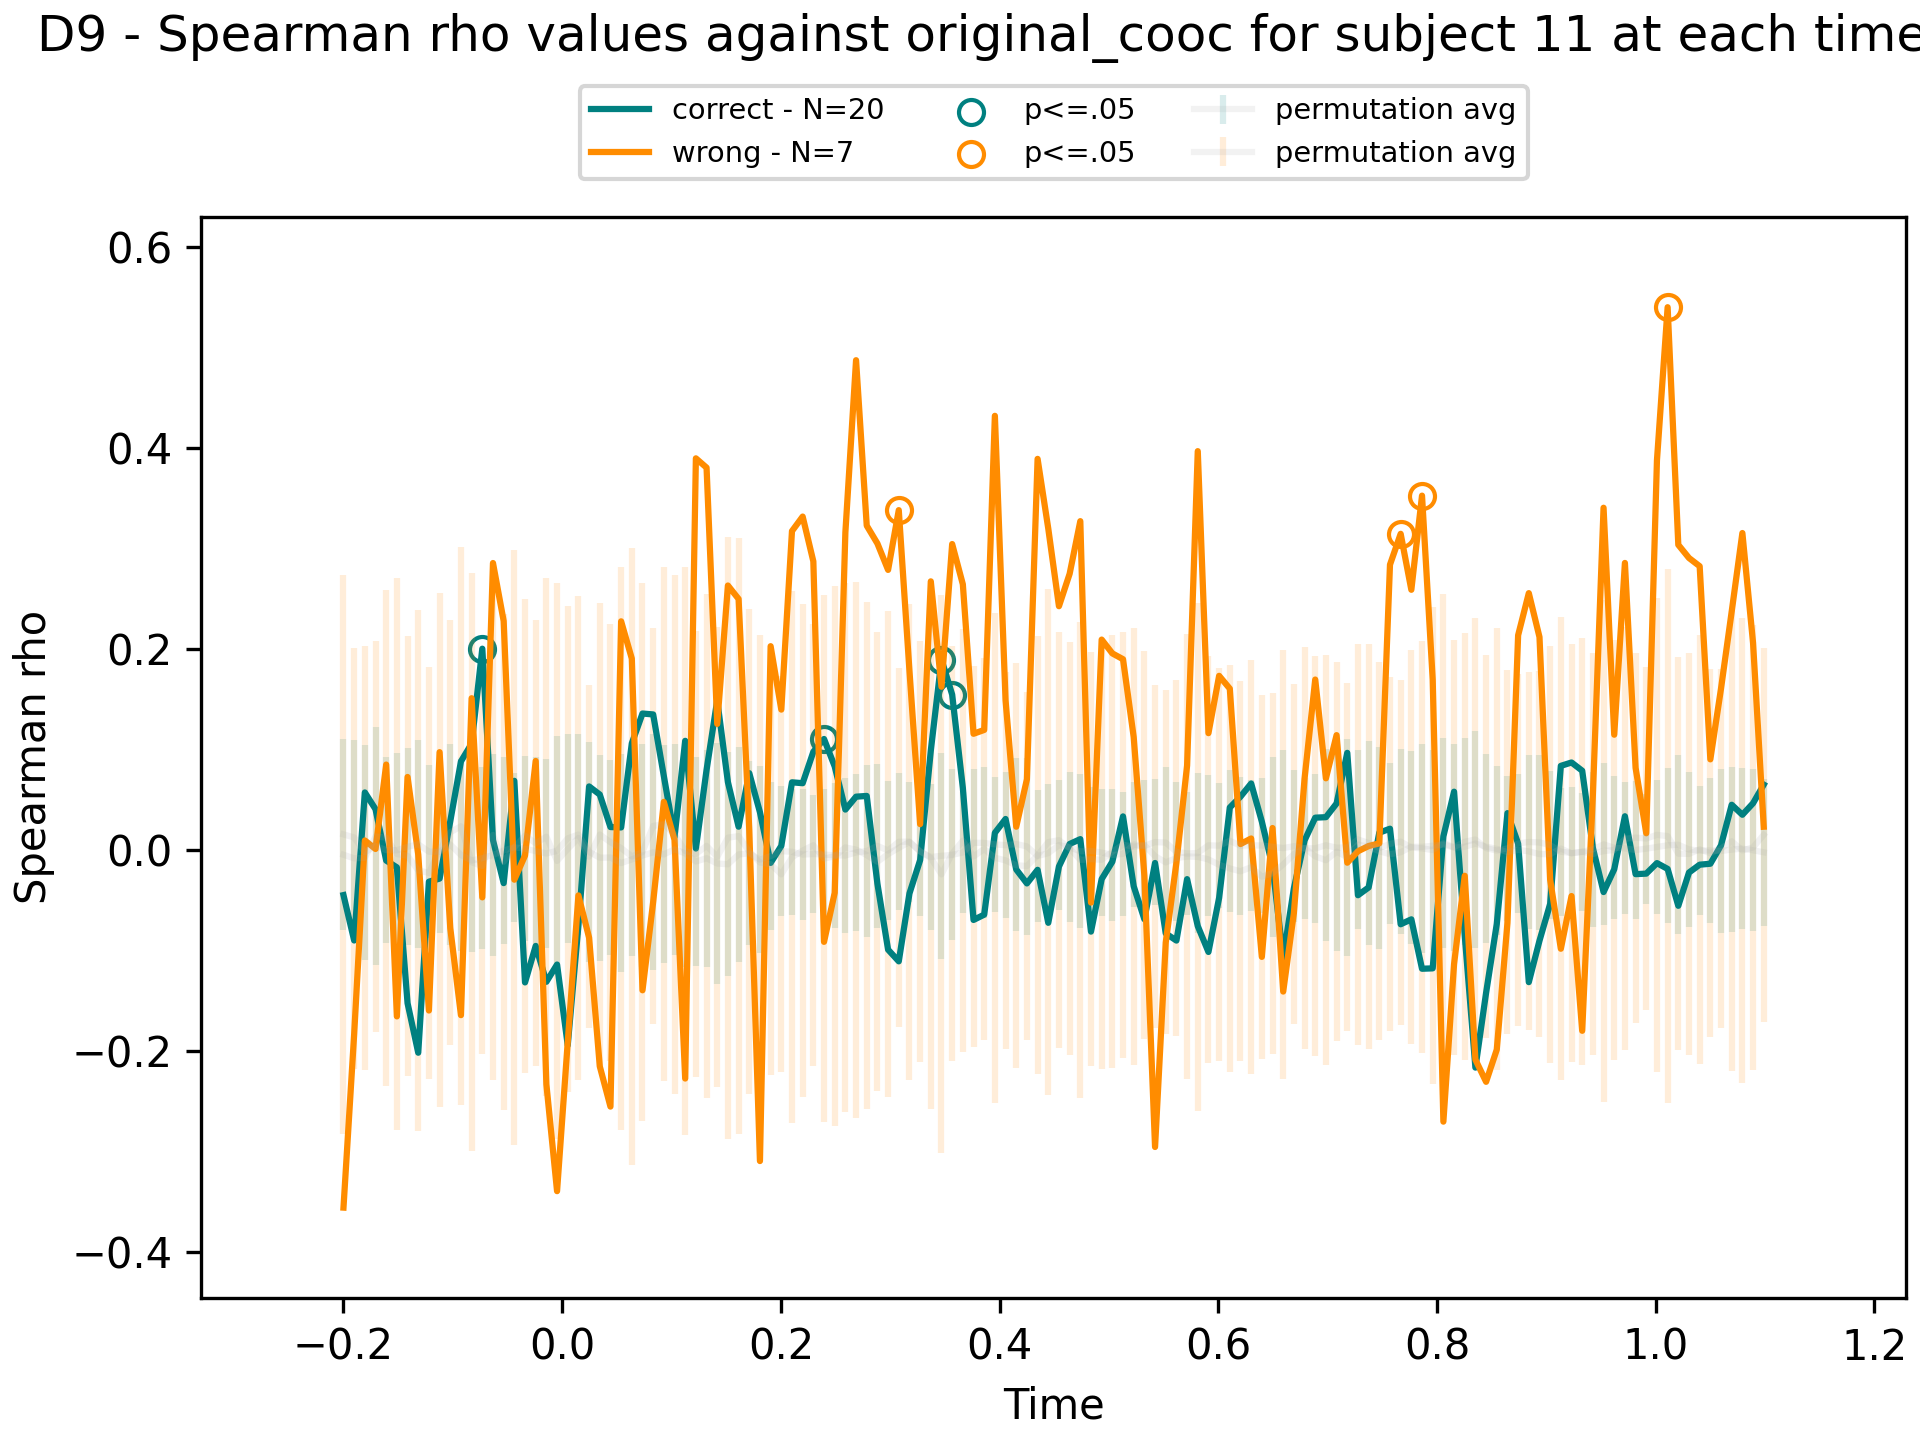 D9 - Spearman rho values against original_cooc for subject 11 at each time
correct - N=20
wrong - N=7
p<=.05
p<=.05
permutation avg
permutation avg
Spearman rho
0.6
0.4
0.2
0.0
−0.2
−0.4
−0.2 0.0 0.2 0.4 0.6 0.8 1.0 1.2
Time